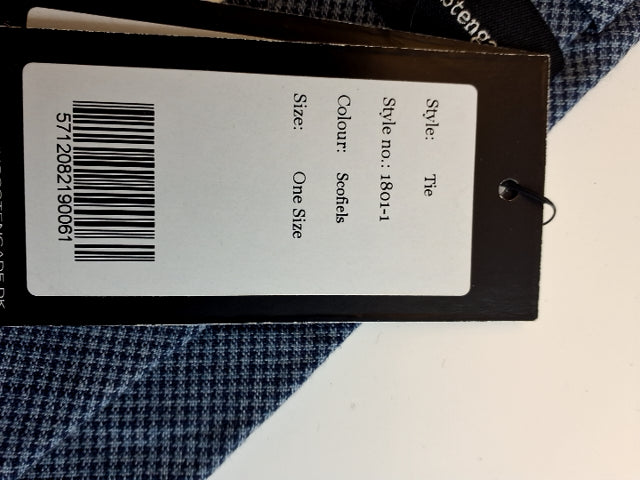 Style: Tie
Style no.: 1801-1
Colour: Scofiels
Size: One Size
5712082190061